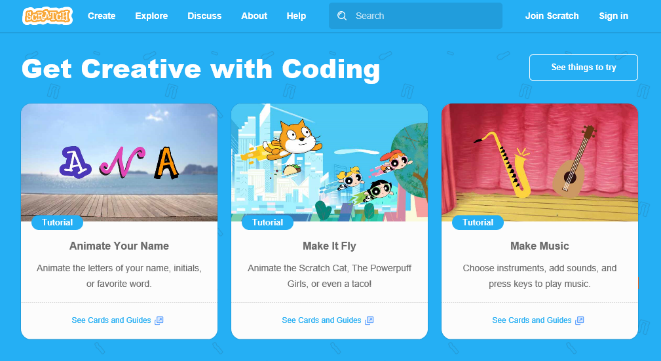 SCRATCH Create Explore Discuss About Help Search Join Scratch Sign in
Get Creative with Coding
See things to try
A N A
Tutorial Tutorial Tutorial
Animate Your Name
Animate the letters of your name, initials,
or favorite word.
See Cards and Guides
Make It Fly
Animate the Scratch Cat, The Powerpuff
Girls, or even a taco!
See Cards and Guides
Make Music
Choose instruments, add sounds, and
press keys to play music.
See Cards and Guides